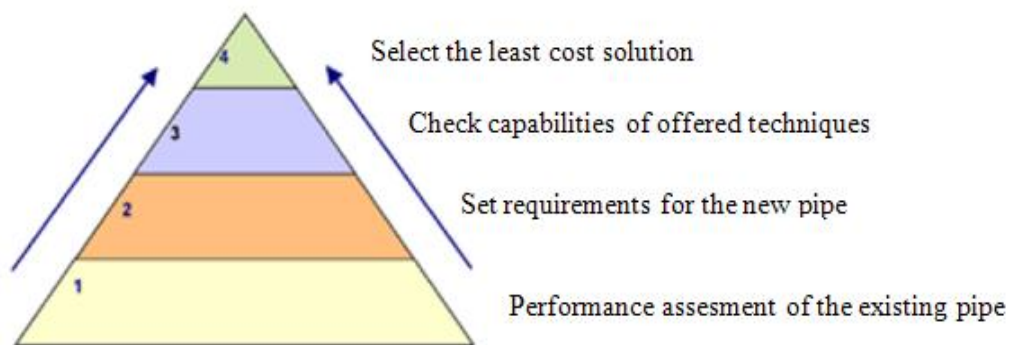 4
Select the least cost solution
3
Check capabilities of offered techniques
2
Set requirements for the new pipe
1
Performance assesment of the existing pipe